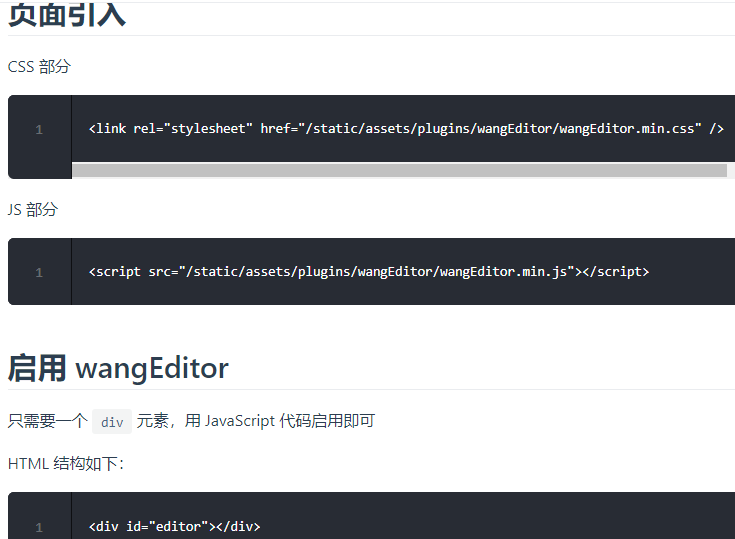 页面引入
CSS 部分
1
<link rel="stylesheet" href="/static/assets/plugins/wangEditor/wangEditor.min.css" />
JS 部分
1
<script src="/static/assets/plugins/wangEditor/wangEditor.min.js"></script>
启用 wangEditor
只需要一个 div 元素，用 JavaScript 代码启用即可
HTML 结构如下：
1
<div id="editor"></div>